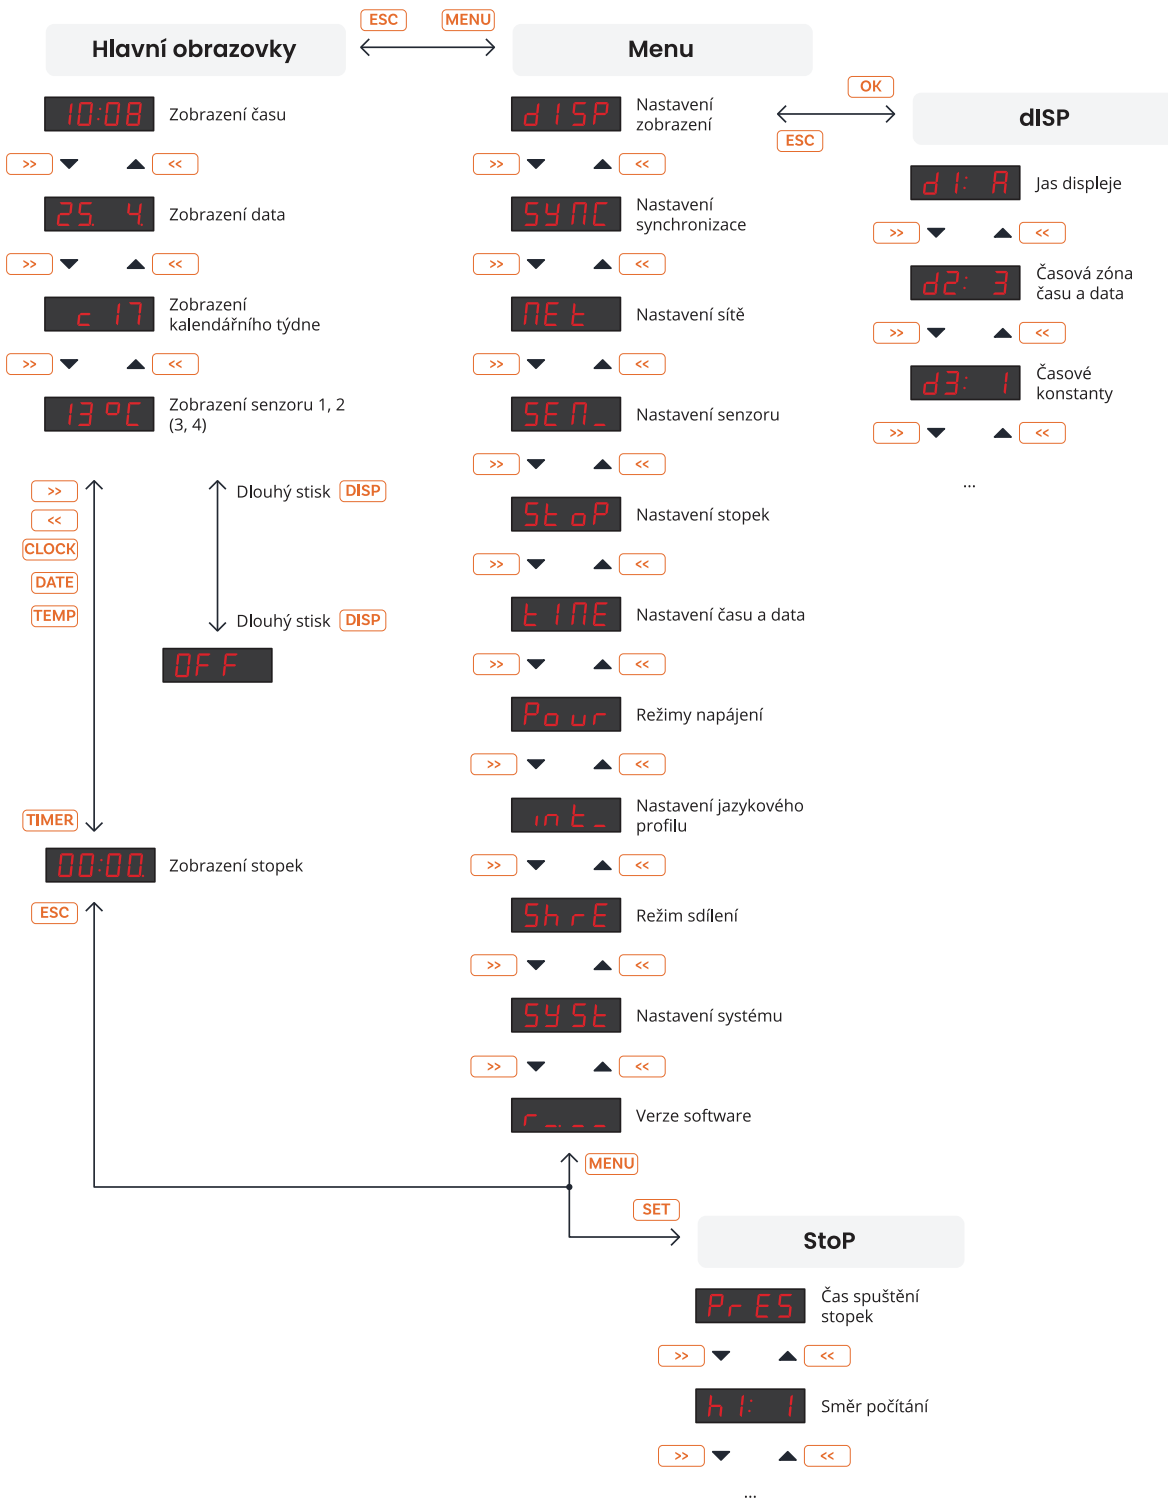 ESC MENU
Hlavní obrazovky
Menu
10:08 Zobrazení času
>> <<
25. 4. Zobrazení data
>> <<
c 17 Zobrazení
kalendářního týdne
>> <<
13 °C Zobrazení senzoru 1, 2
(3, 4)
>>
<<
CLOCK
DATE
TEMP
Dlouhý stisk DISP
Dlouhý stisk DISP
OFF
TIMER
00:00. Zobrazení stopek
ESC
dISP Nastavení
zobrazení
>> <<
SYNC Nastavení
synchronizace
>> <<
NEt Nastavení sítě
>> <<
SEN_ Nastavení senzoru
>> <<
StoP Nastavení stopek
>> <<
tIME Nastavení času a data
>> <<
Pour Režimy napájení
>> <<
int_ Nastavení jazykového
profilu
>> <<
ShrE Režim sdílení
>> <<
SYSt Nastavení systému
>> <<
r_._ _ Verze software
MENU
SET
OK
ESC
dISP
d1: A Jas displeje
>> <<
d2: 3 Časová zóna
času a data
>> <<
d3: 1 Časové
konstanty
>> <<
...
StoP
PrES Čas spuštění
stopek
>> <<
h1: 1 Směr počítání
>> <<
...